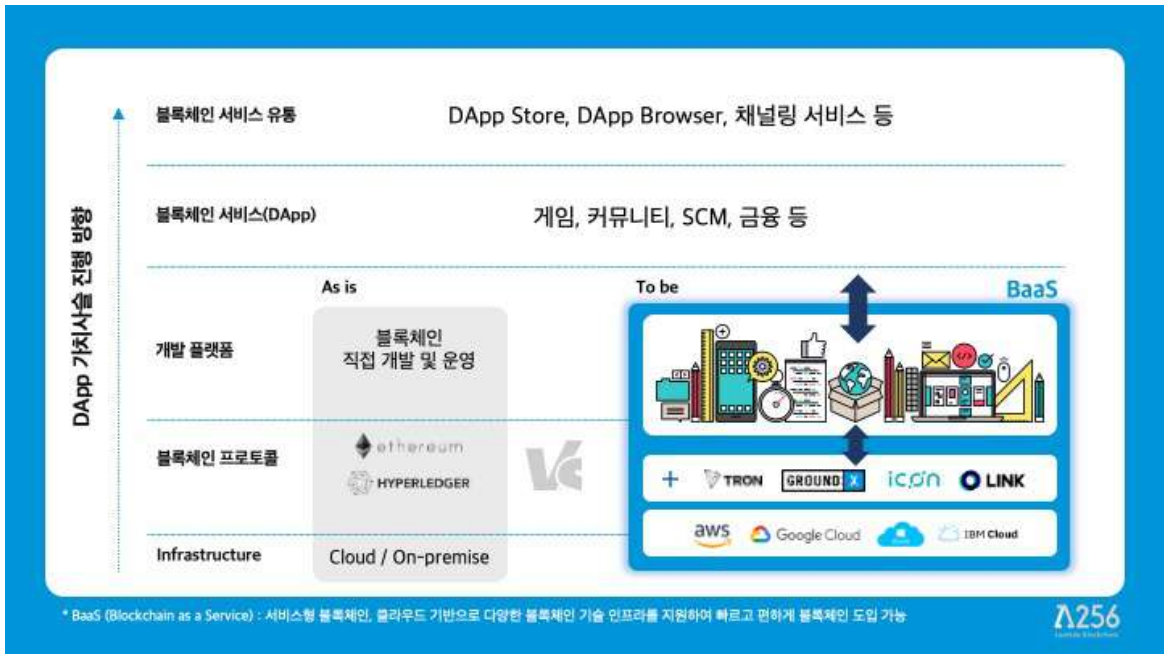 블록체인 서비스 유통
DApp Store, DApp Browser, 채널링 서비스 등
블록체인 서비스(DApp)
게임, 커뮤니티, SCM, 금융 등
DApp 가치사슬 진행 방향
As is
To be
BaaS
개발 플랫폼
블록체인
직접 개발 및 운영
블록체인 프로토콜
ethereum
HYPERLEDGER
VS
+ TRON GROUND X icon LINK
Infrastructure
Cloud / On-premise
aws Google Cloud IBM Cloud
* BaaS (Blockchain as a Service) : 서비스형 블록체인, 클라우드 기반으로 다양한 블록체인 기술 인프라를 지원하여 빠르고 편하게 블록체인 도입 가능
Λ256
Lambda Blockchain